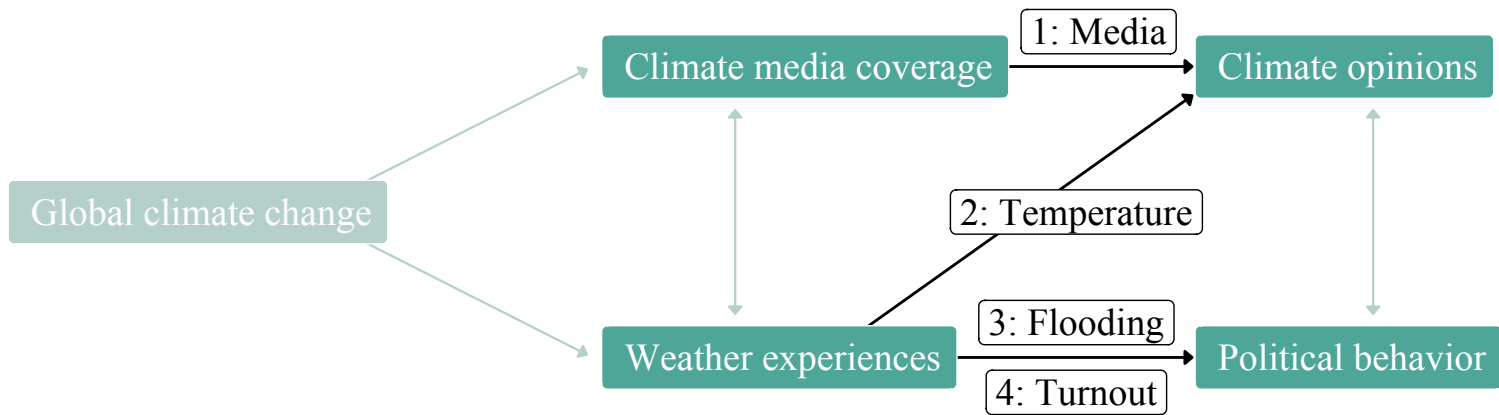 1: Media
Climate media coverage
Climate opinions
Global climate change
2: Temperature
3: Flooding
Weather experiences
Political behavior
4: Turnout